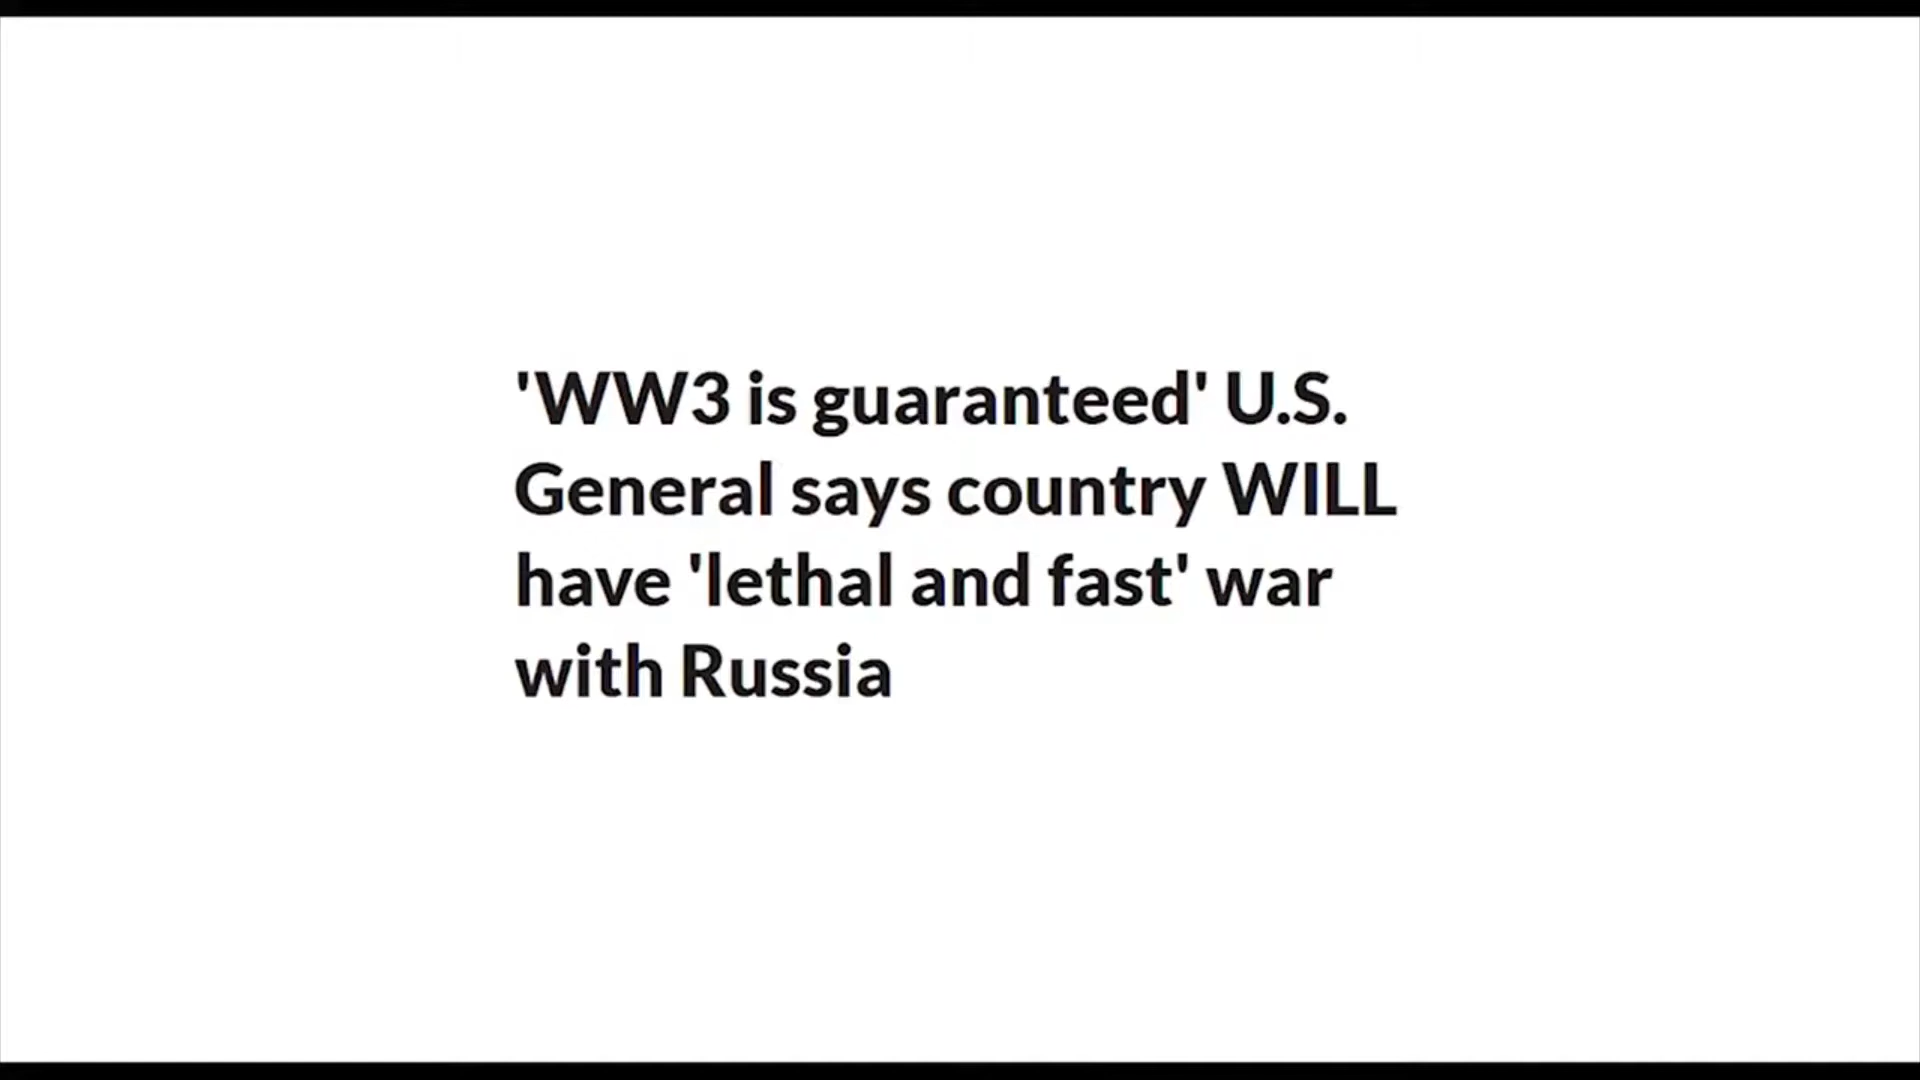 'WW3 is guaranteed' U.S.
General says country WILL
have 'lethal and fast' war
with Russia